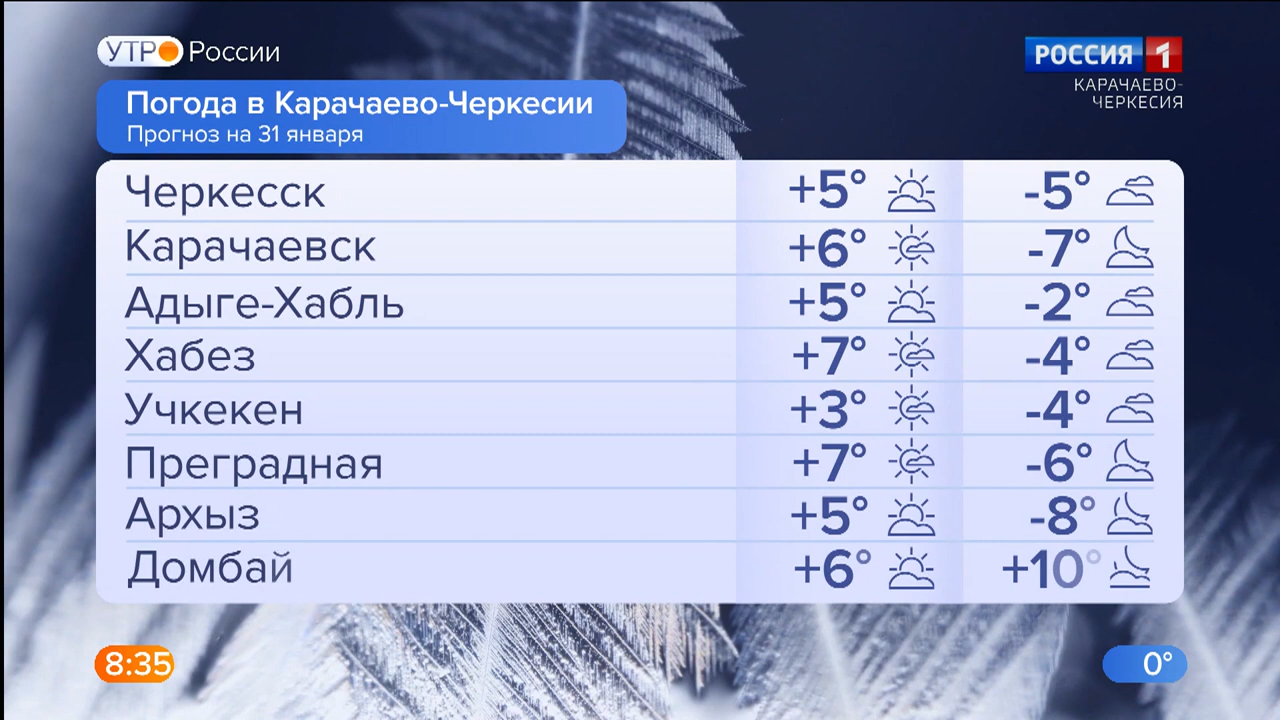 УТРО России
РОССИЯ 1
КАРАЧАЕВО-
ЧЕРКЕСИЯ
Погода в Карачаево-Черкесии
Прогноз на 31 января
Черкесск +5° -5°
Карачаевск +6° -7°
Адыге-Хабль +5° -2°
Хабез +7° -4°
Учкекен +3° -4°
Преградная +7° -6°
Архыз +5° -8°
Домбай +6° +10°
8:35
0°